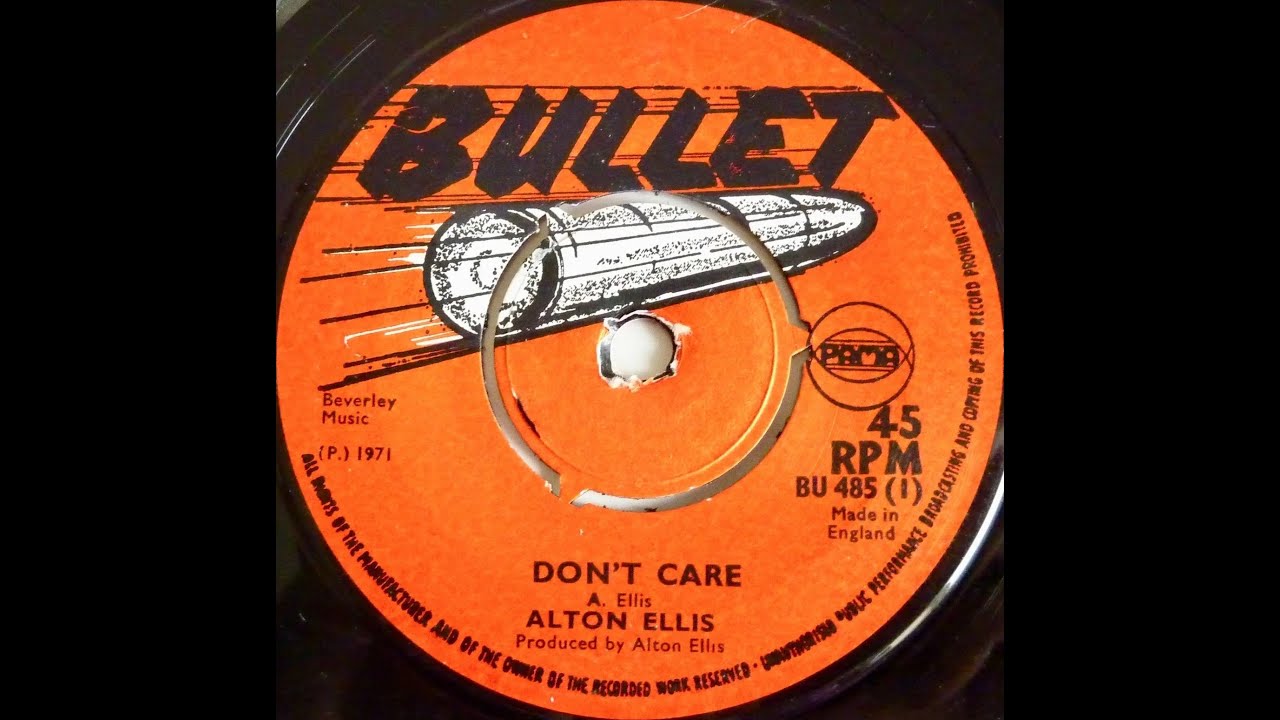 BULLET
PAMA
Beverley
Music
(P.) 1971
45
RPM
BU 485 (1)
Made in
England
DON'T CARE
A. Ellis
ALTON ELLIS
Produced by Alton Ellis
ALL RIGHTS OF THE MANUFACTURER AND OF THE OWNER OF THE RECORDED WORK RESERVED · UNAUTHORISED PUBLIC PERFORMANCE BROADCASTING AND COPYING OF THIS RECORD PROHIBITED